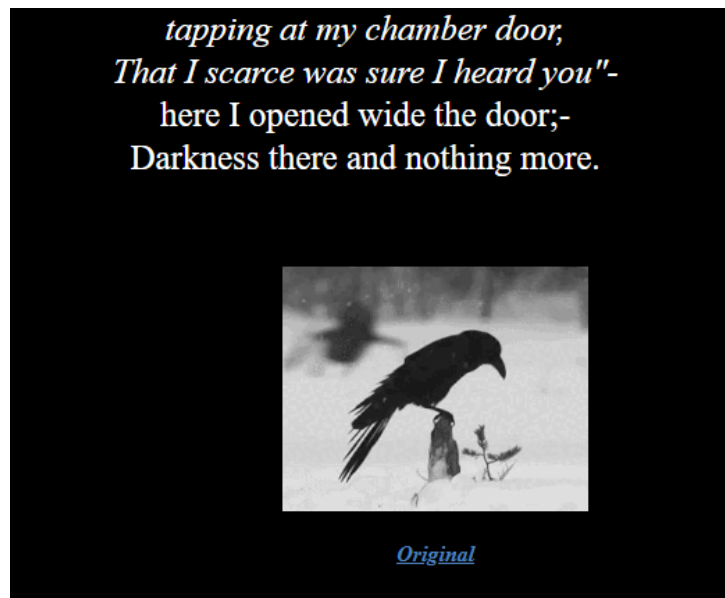 tapping at my chamber door,
That I scarce was sure I heard you"-
here I opened wide the door;-
Darkness there and nothing more.
Original